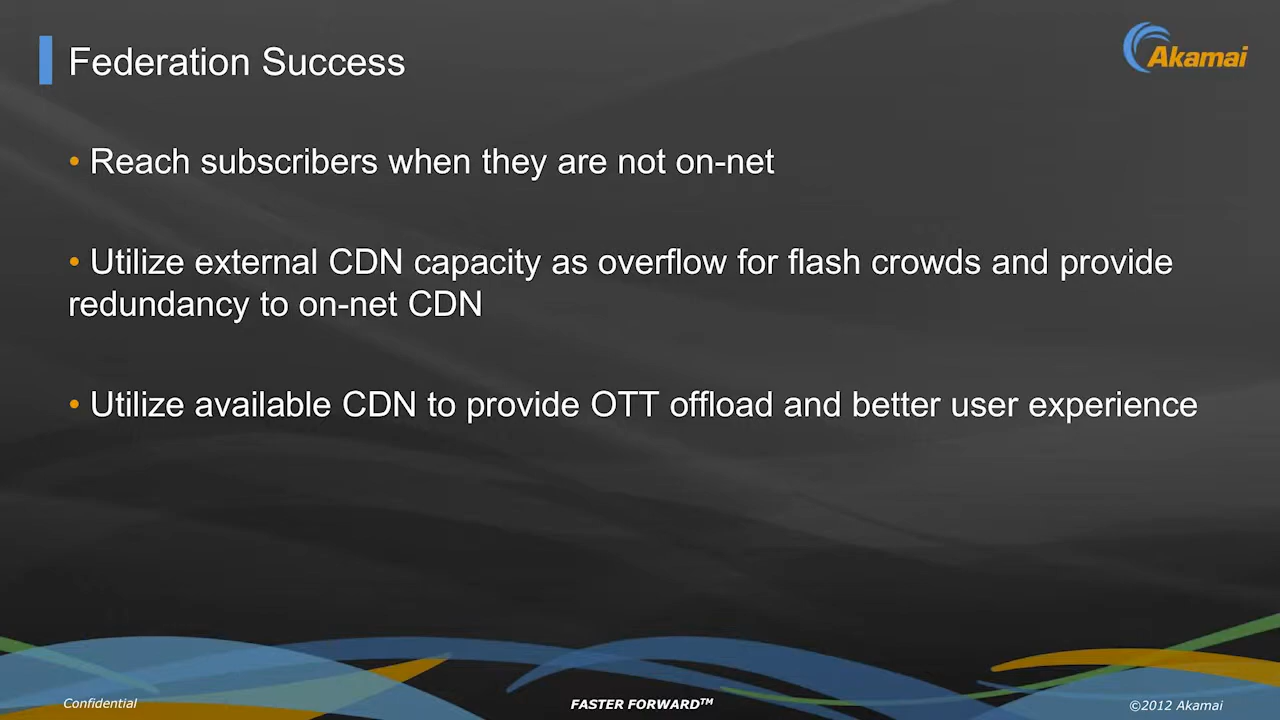 Federation Success
Akamai
• Reach subscribers when they are not on-net
• Utilize external CDN capacity as overflow for flash crowds and provide
redundancy to on-net CDN
• Utilize available CDN to provide OTT offload and better user experience
Confidential
FASTER FORWARD™
©2012 Akamai